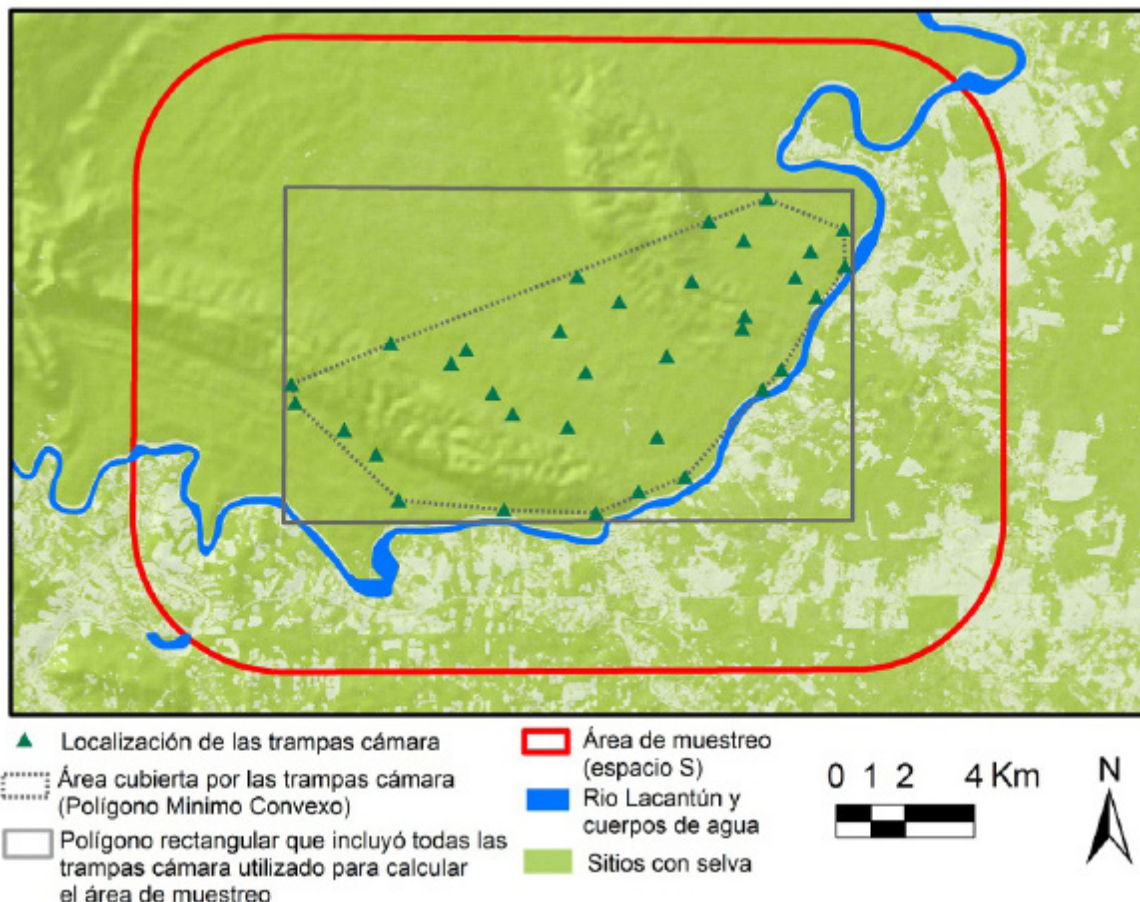 Localización de las trampas cámara
Área cubierta por las trampas cámara
(Polígono Minimo Convexo)
Polígono rectangular que incluyó todas las
trampas cámara utilizado para calcular
el área de muestreo
Área de muestreo
(espacio S)
Rio Lacantún y
cuerpos de agua
Sitios con selva
0 1 2 4 Km
N